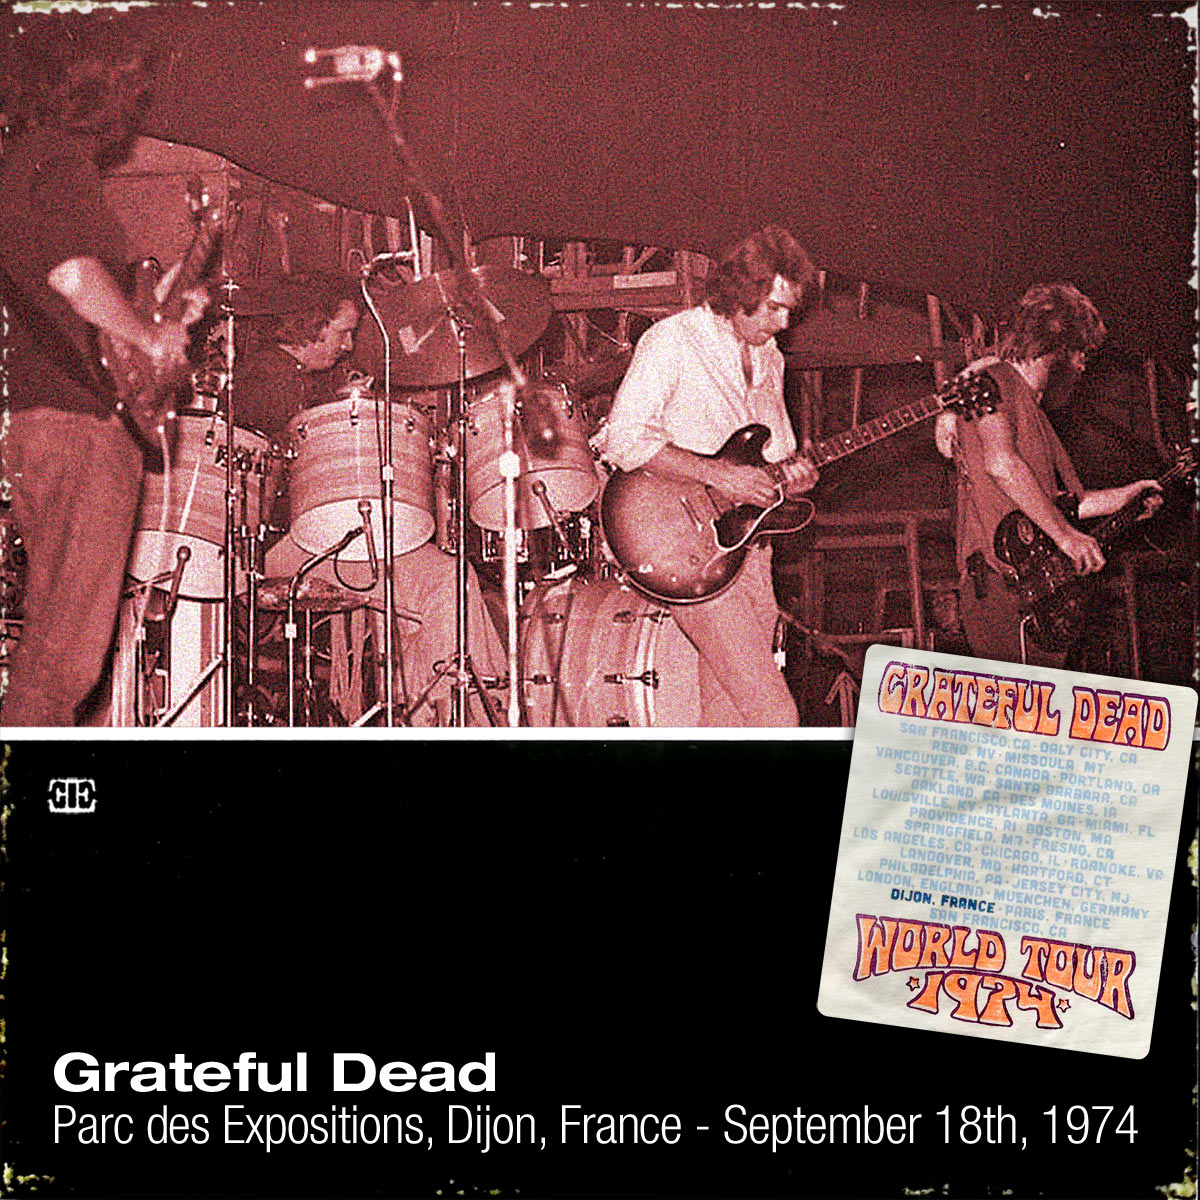 GRATEFUL DEAD
SAN FRANCISCO, CA · DALY CITY, CA
RENO, NV · MISSOULA, MT
VANCOUVER, B.C. CANADA · PORTLAND, OR
SEATTLE, WA · SANTA BARBARA, CA
OAKLAND, CA · DES MOINES, IA
LOUISVILLE, KY · ATLANTA, GA · MIAMI, FL
PROVIDENCE, RI · BOSTON, MA
SPRINGFIELD, MA · FRESNO, CA
LOS ANGELES, CA · CHICAGO, IL · ROANOKE, VA
LANDOVER, MD · HARTFORD, CT
PHILADELPHIA, PA · JERSEY CITY, NJ
LONDON, ENGLAND · MUENCHEN, GERMANY
DIJON, FRANCE · PARIS, FRANCE
SAN FRANCISCO, CA
WORLD TOUR
1974
Grateful Dead
Parc des Expositions, Dijon, France - September 18th, 1974